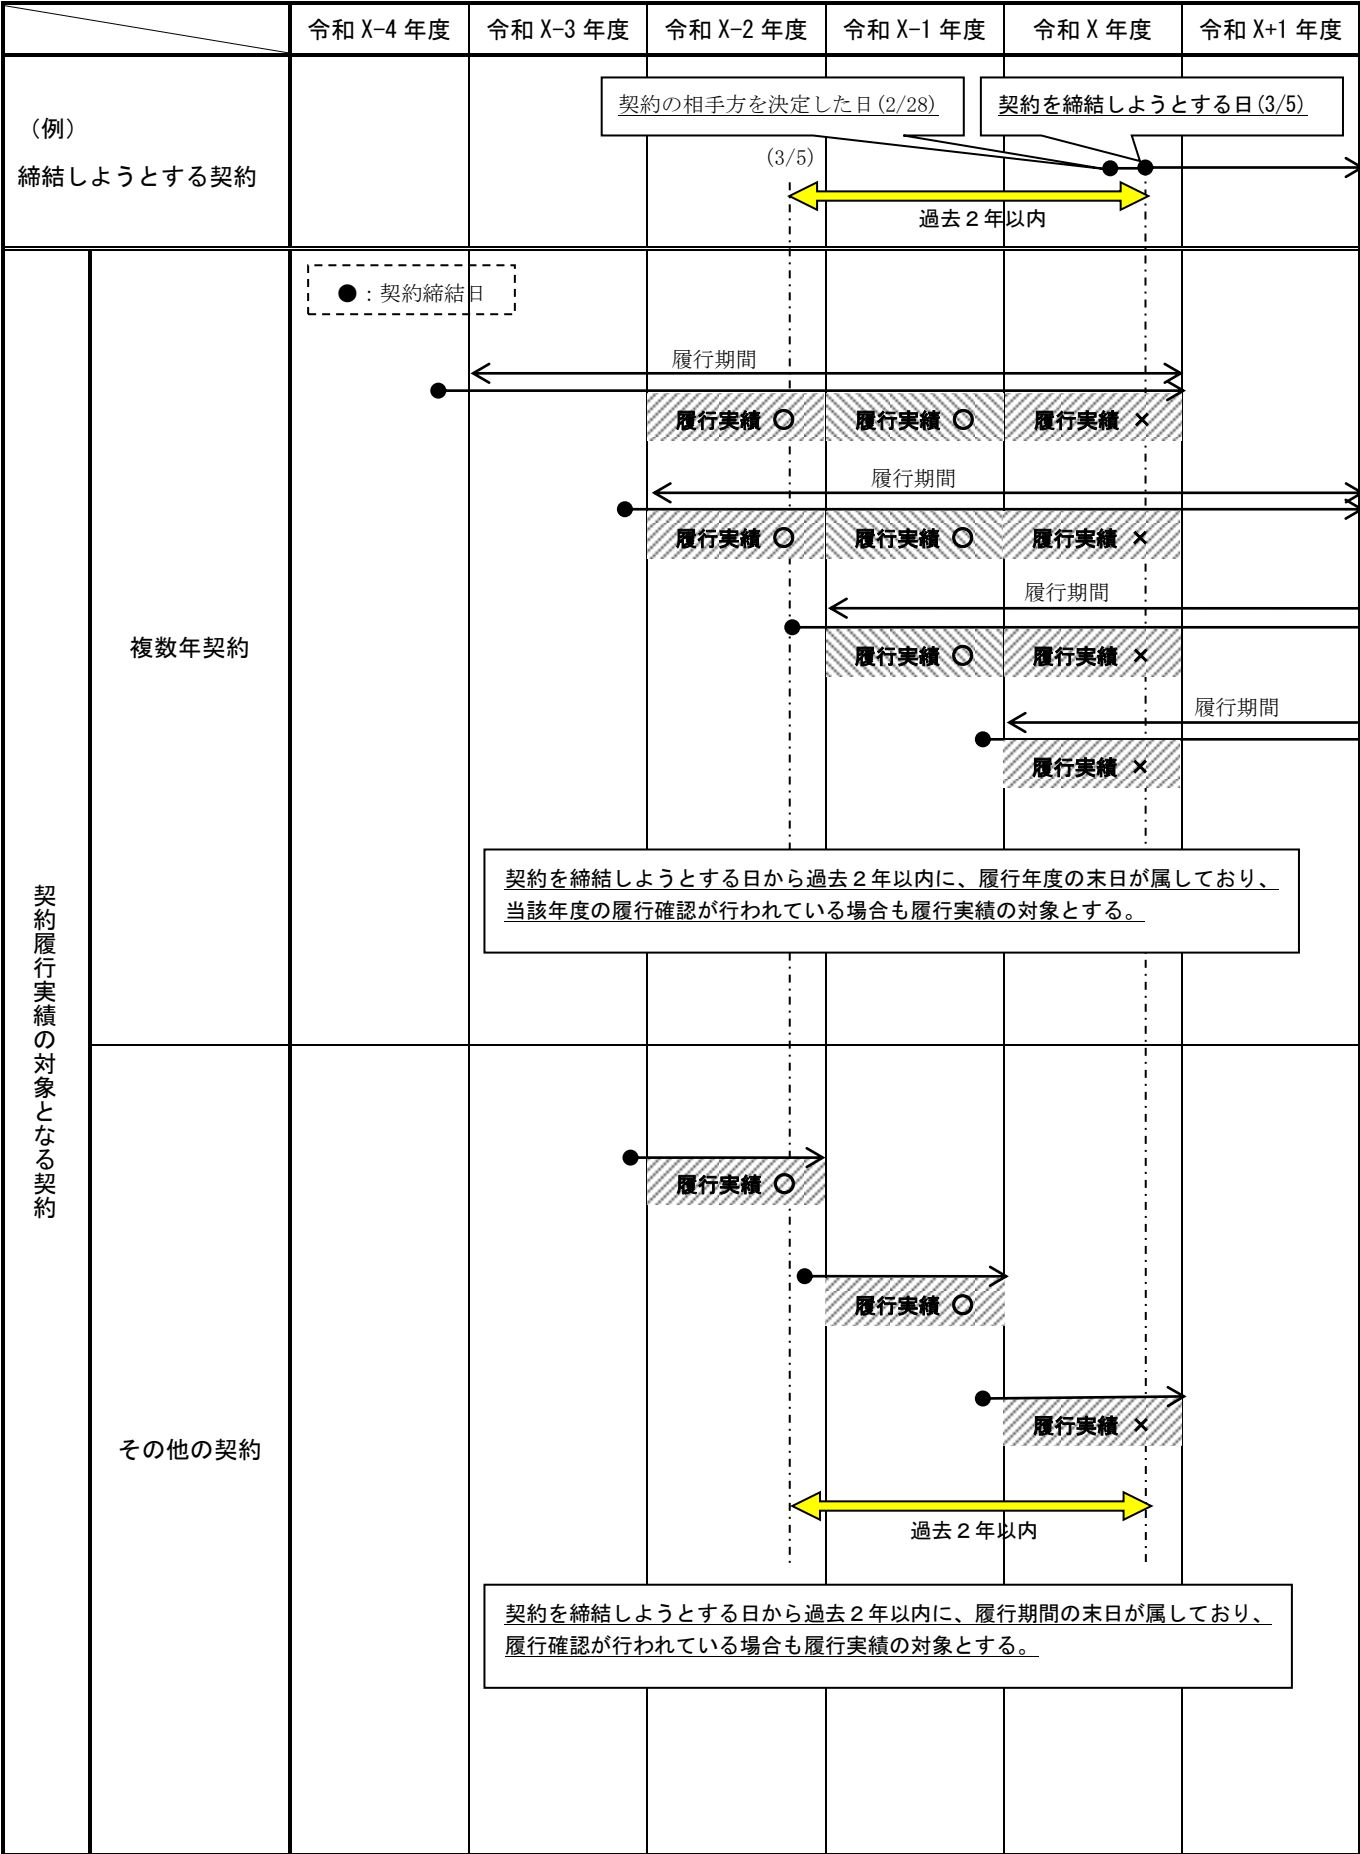 令和 X−4 年度
令和 X−3 年度
令和 X−2 年度
令和 X−1 年度
令和 X 年度
令和 X+1 年度
（例）
締結しようとする契約
契約の相手方を決定した日(2/28)
契約を締結しようとする日(3/5)
(3/5)
過去２年以内
契約履行実績の対象となる契約
複数年契約
●：契約締結日
履行期間
履行実績 〇
履行実績 〇
履行実績 ×
履行期間
履行実績 〇
履行実績 〇
履行実績 ×
履行期間
履行実績 〇
履行実績 ×
履行期間
履行実績 ×
契約を締結しようとする日から過去２年以内に、履行年度の末日が属しており、
当該年度の履行確認が行われている場合も履行実績の対象とする。
その他の契約
履行実績 〇
履行実績 〇
履行実績 ×
過去２年以内
契約を締結しようとする日から過去２年以内に、履行期間の末日が属しており、
履行確認が行われている場合も履行実績の対象とする。